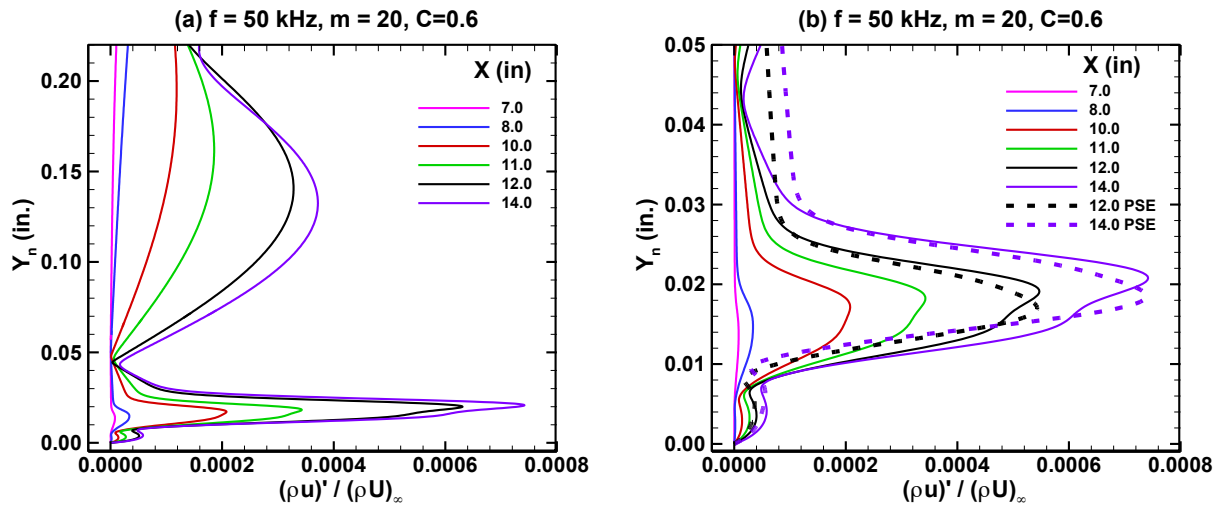 (a) f = 50 kHz, m = 20, C=0.6
Y_n (in.)
0.20
0.15
0.10
0.05
0.00
X (in)
7.0
8.0
10.0
11.0
12.0
14.0
0.0000 0.0002 0.0004 0.0006 0.0008
(ρu)' / (ρU)_∞
(b) f = 50 kHz, m = 20, C=0.6
Y_n (in.)
0.05
0.04
0.03
0.02
0.01
0.00
X (in)
7.0
8.0
10.0
11.0
12.0
14.0
12.0 PSE
14.0 PSE
0.0000 0.0002 0.0004 0.0006 0.0008
(ρu)' / (ρU)_∞